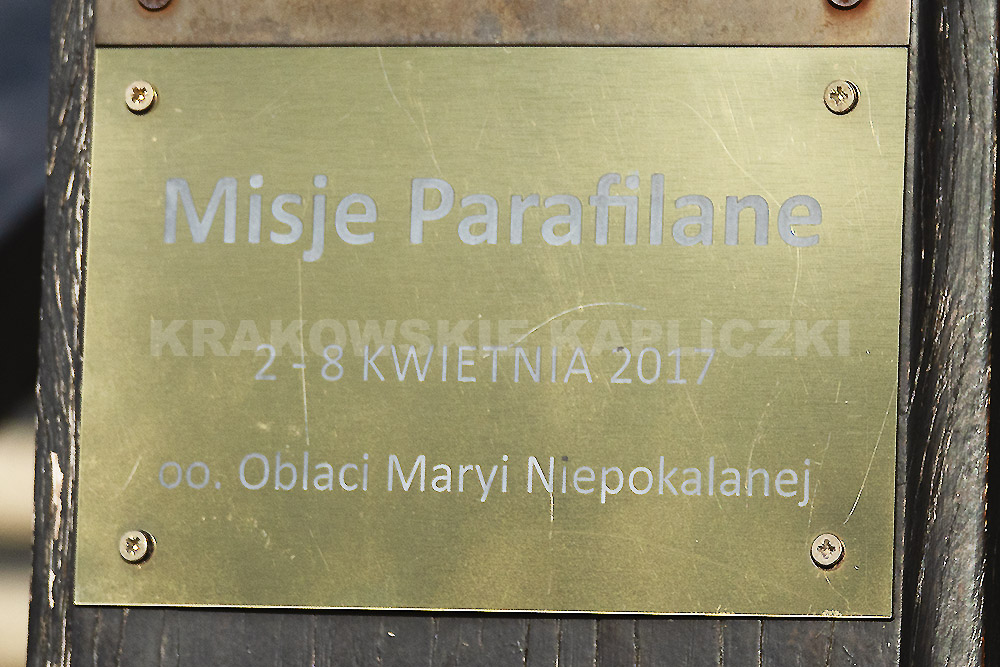 Misje Parafilane
KRAKOWSKIE KAPLICZKI
2 - 8 KWIETNIA 2017
oo. Oblaci Maryi Niepokalanej